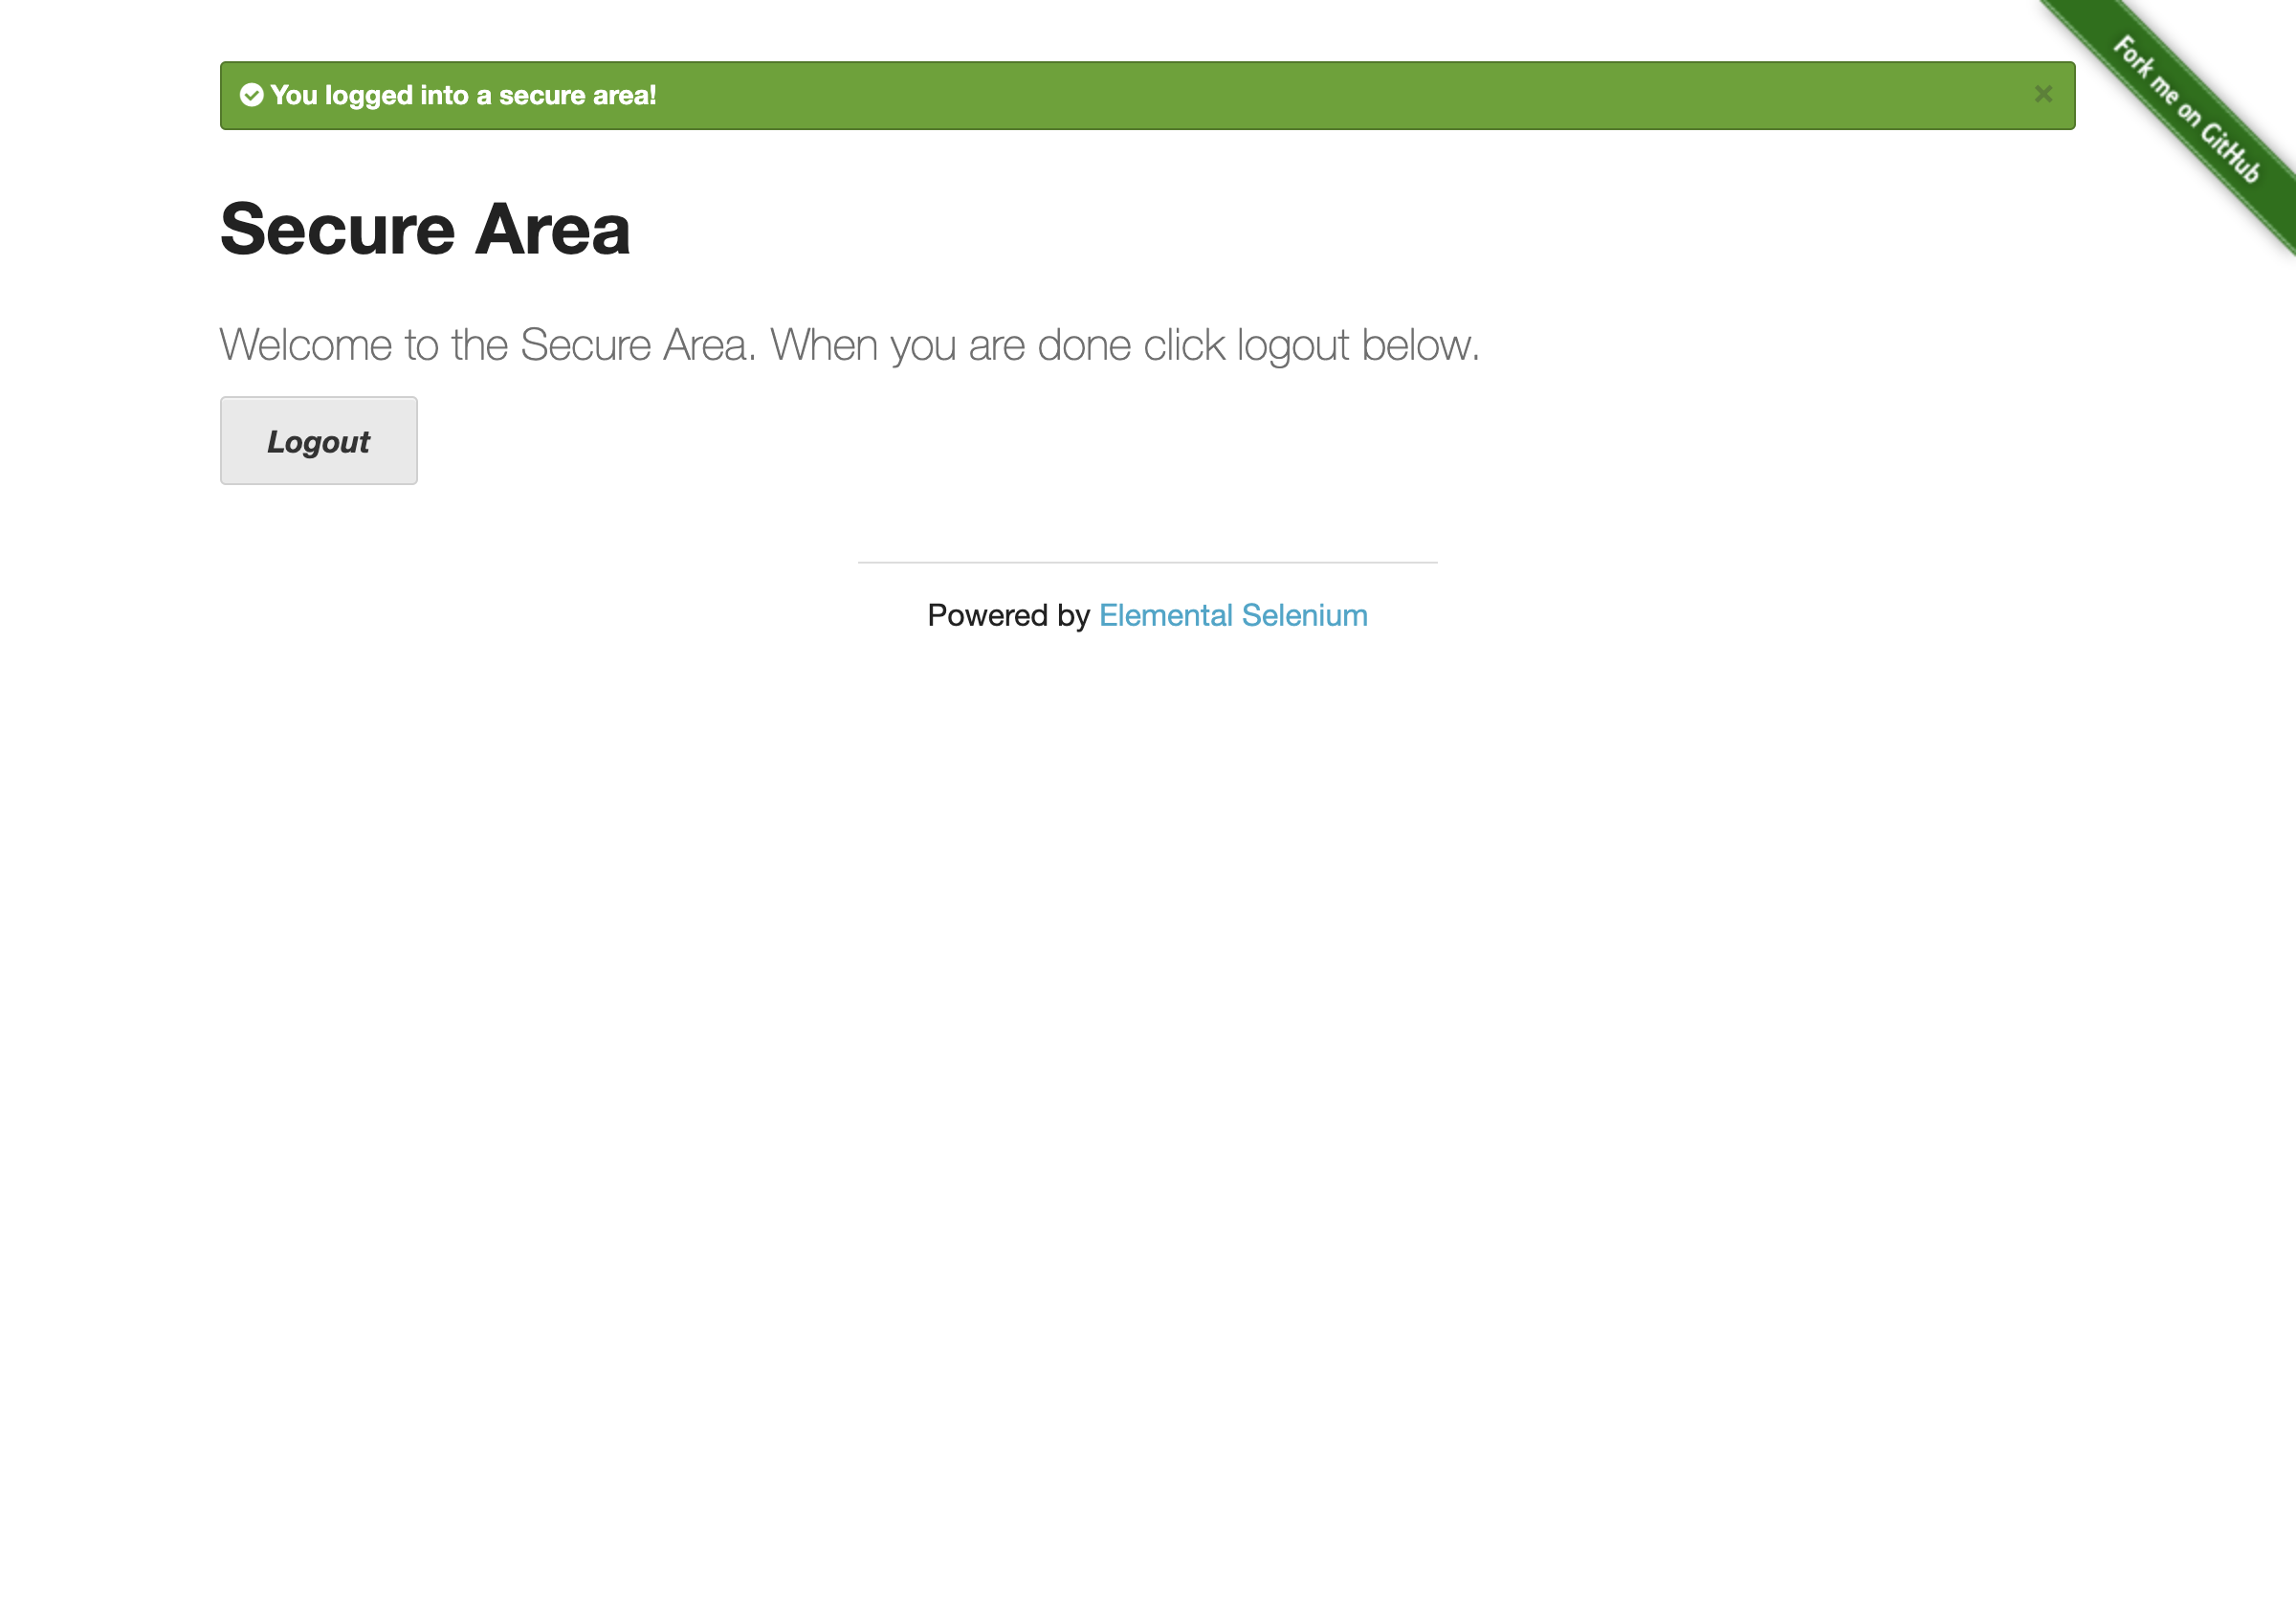 You logged into a secure area!
×
Fork me on GitHub
Secure Area
Welcome to the Secure Area. When you are done click logout below.
Logout
Powered by Elemental Selenium